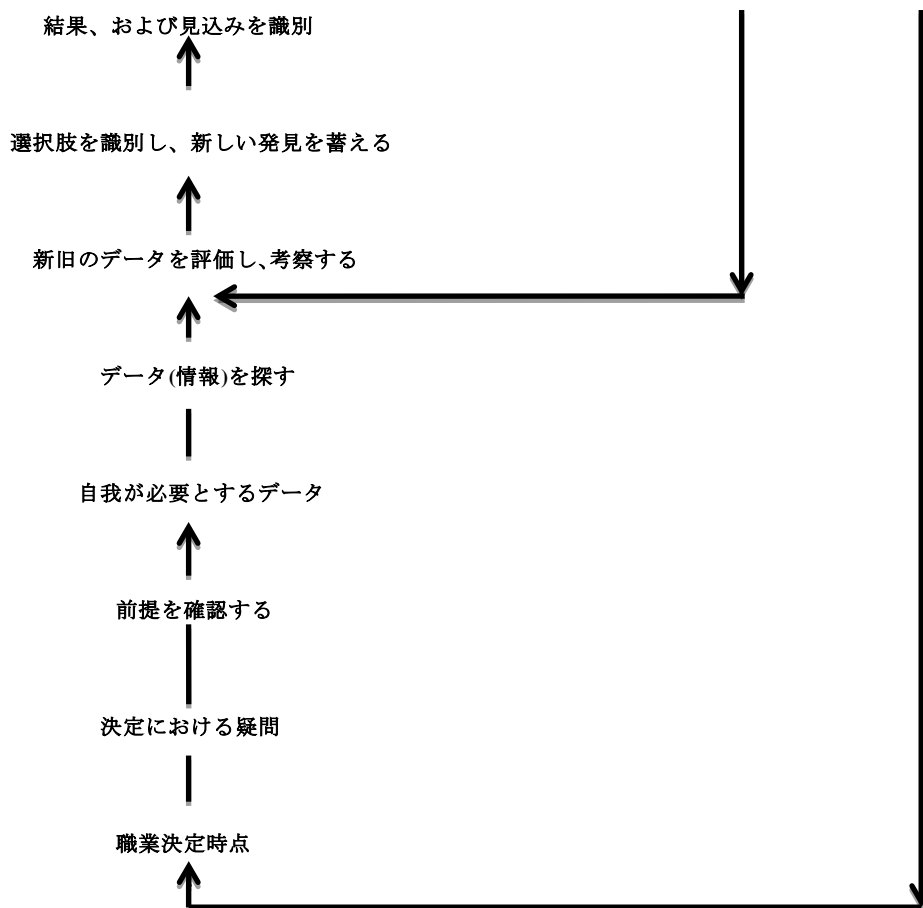 結果、および見込みを識別
選択肢を識別し、新しい発見を蓄える
新旧のデータを評価し、考察する
データ(情報)を探す
自我が必要とするデータ
前提を確認する
決定における疑問
職業決定時点